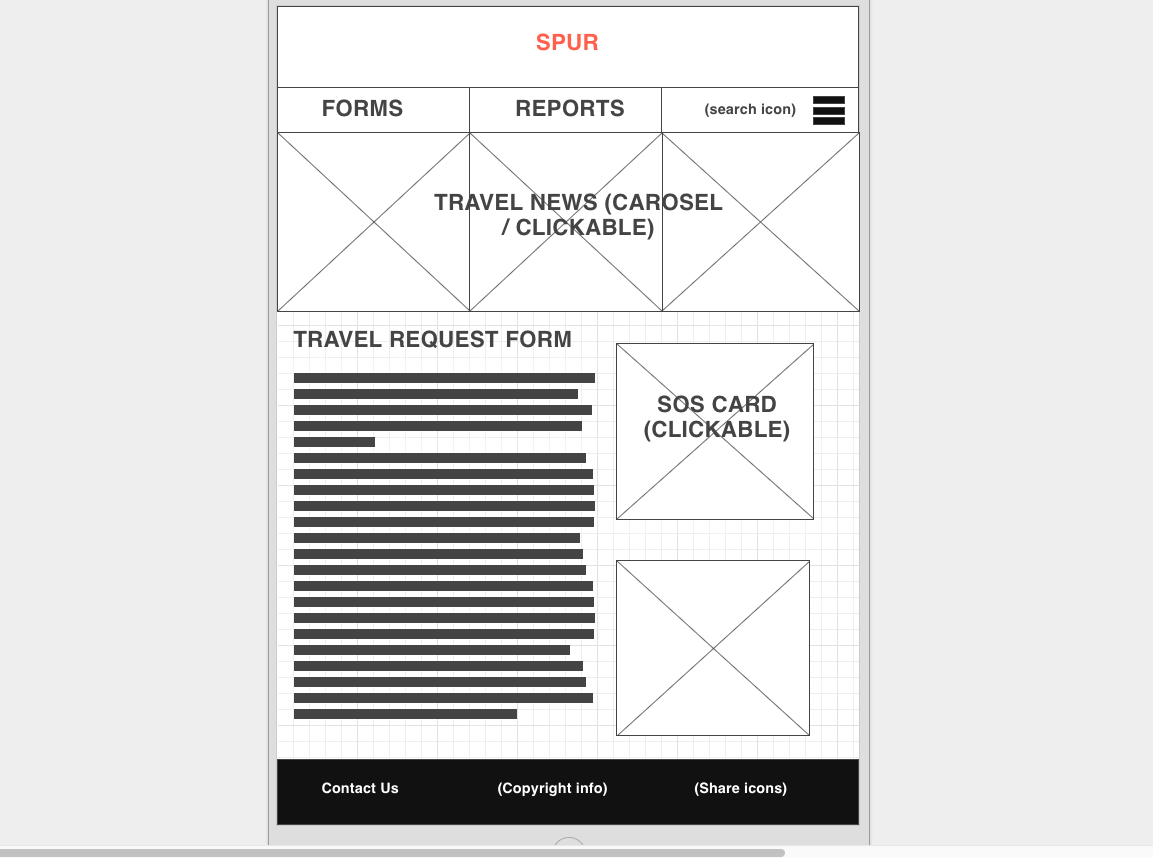 SPUR
FORMS
REPORTS
(search icon)
TRAVEL NEWS (CAROSEL
/ CLICKABLE)
TRAVEL REQUEST FORM
SOS CARD
(CLICKABLE)
Contact Us
(Copyright info)
(Share icons)